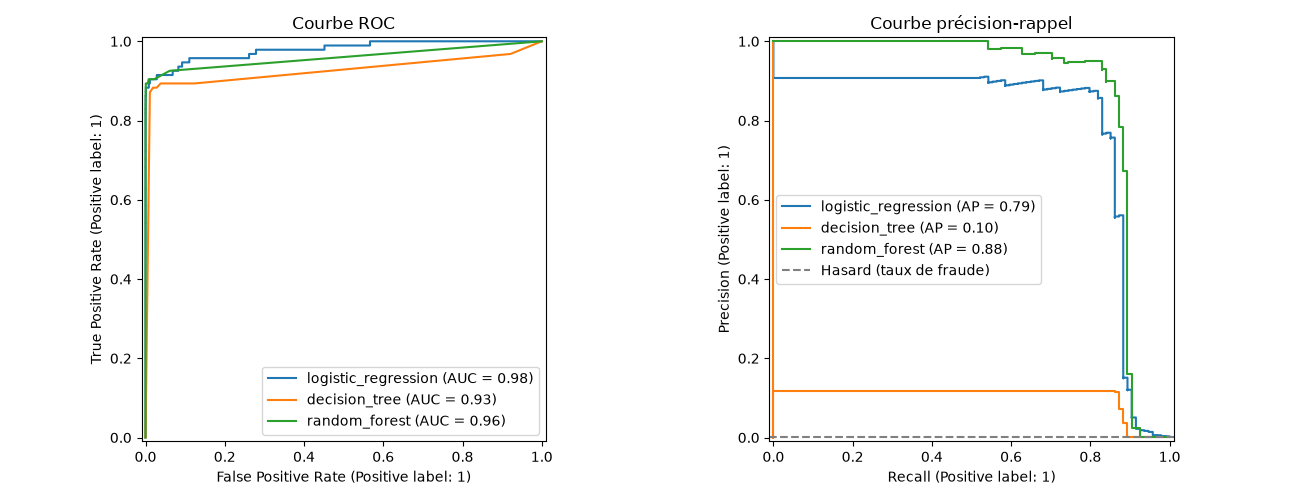 Courbe ROC
1.0
0.8
0.6
0.4
0.2
0.0
True Positive Rate (Positive label: 1)
logistic_regression (AUC = 0.98)
decision_tree (AUC = 0.93)
random_forest (AUC = 0.96)
0.0 0.2 0.4 0.6 0.8 1.0
False Positive Rate (Positive label: 1)
Courbe précision-rappel
1.0
0.8
0.6
0.4
0.2
0.0
Precision (Positive label: 1)
logistic_regression (AP = 0.79)
decision_tree (AP = 0.10)
random_forest (AP = 0.88)
Hasard (taux de fraude)
0.0 0.2 0.4 0.6 0.8 1.0
Recall (Positive label: 1)